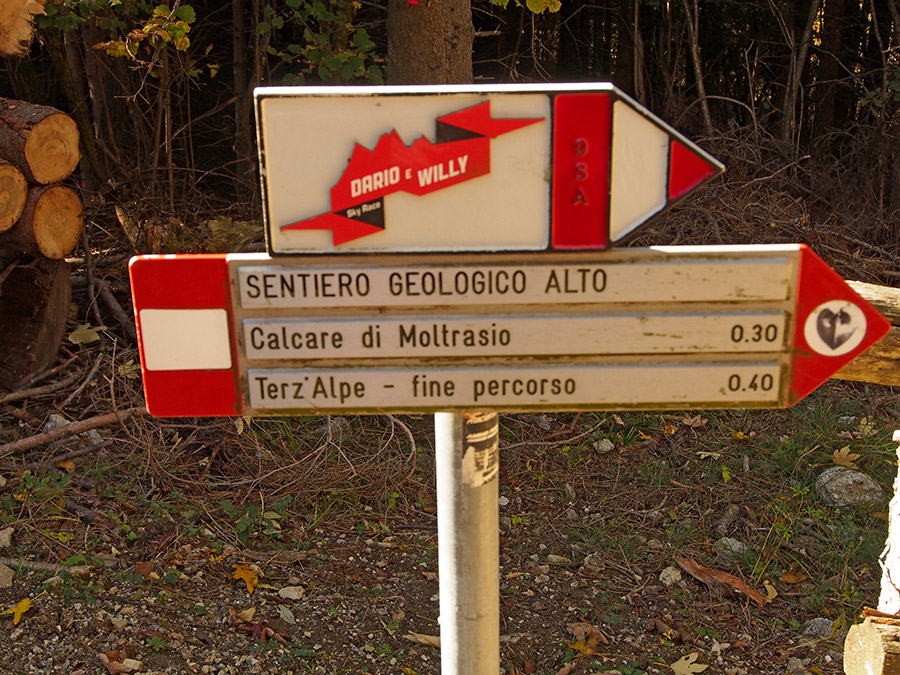 DARIO E WILLY
Sky Race
OSA
SENTIERO GEOLOGICO ALTO
Calcare di Moltrasio 0.30
Terz'Alpe - fine percorso 0.40